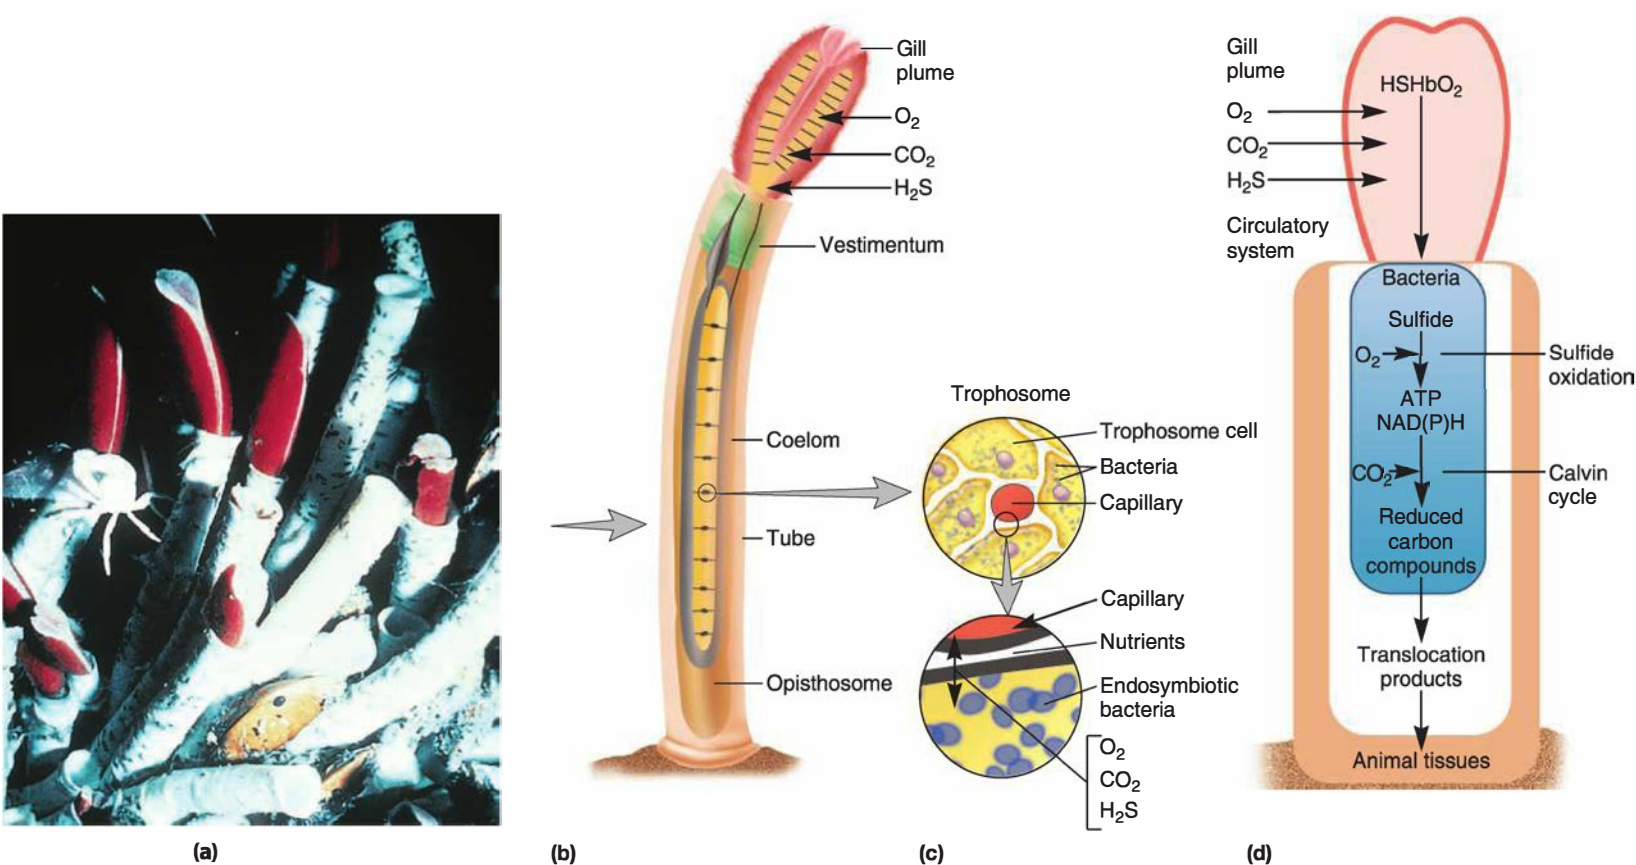 Gill
plume
O₂
CO₂
H₂S
Vestimentum
Coelom
Tube
Opisthosome
Trophosome
Trophosome cell
Bacteria
Capillary
Capillary
Nutrients
Endosymbiotic
bacteria
O₂
CO₂
H₂S
Gill
plume
HSHbO₂
O₂
CO₂
H₂S
Circulatory
system
Bacteria
Sulfide
O₂
Sulfide
oxidation
ATP
NAD(P)H
CO₂
Calvin
cycle
Reduced
carbon
compounds
Translocation
products
Animal tissues
(a)
(b)
(c)
(d)